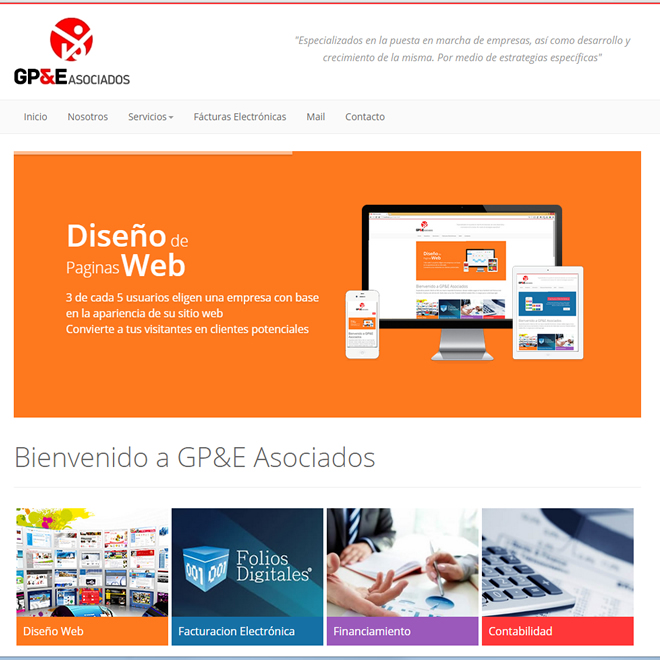 GP&E ASOCIADOS
"Especializados en la puesta en marcha de empresas, así como desarrollo y
crecimiento de la misma. Por medio de estrategias específicas"
Inicio Nosotros Servicios Fácturas Electrónicas Mail Contacto
Diseño de
Paginas Web
3 de cada 5 usuarios eligen una empresa con base
en la apariencia de su sitio web
Convierte a tus visitantes en clientes potenciales
Bienvenido a GP&E Asociados
Folios
Digitales®
001 001
Diseño Web
Facturacion Electrónica
Financiamiento
Contabilidad